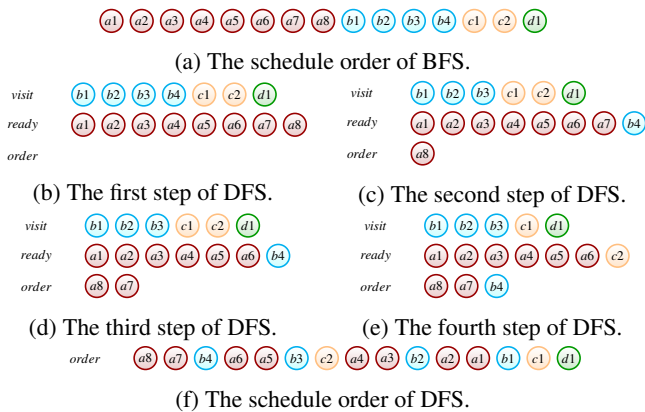 a1 a2 a3 a4 a5 a6 a7 a8 b1 b2 b3 b4 c1 c2 d1
(a) The schedule order of BFS.
visit b1 b2 b3 b4 c1 c2 d1
ready a1 a2 a3 a4 a5 a6 a7 a8
order
(b) The first step of DFS.
visit b1 b2 b3 c1 c2 d1
ready a1 a2 a3 a4 a5 a6 a7 b4
order a8
(c) The second step of DFS.
visit b1 b2 b3 c1 c2 d1
ready a1 a2 a3 a4 a5 a6 b4
order a8 a7
(d) The third step of DFS.
visit b1 b2 b3 c1 d1
ready a1 a2 a3 a4 a5 a6 c2
order a8 a7 b4
(e) The fourth step of DFS.
order a8 a7 b4 a6 a5 b3 c2 a4 a3 b2 a2 a1 b1 c1 d1
(f) The schedule order of DFS.